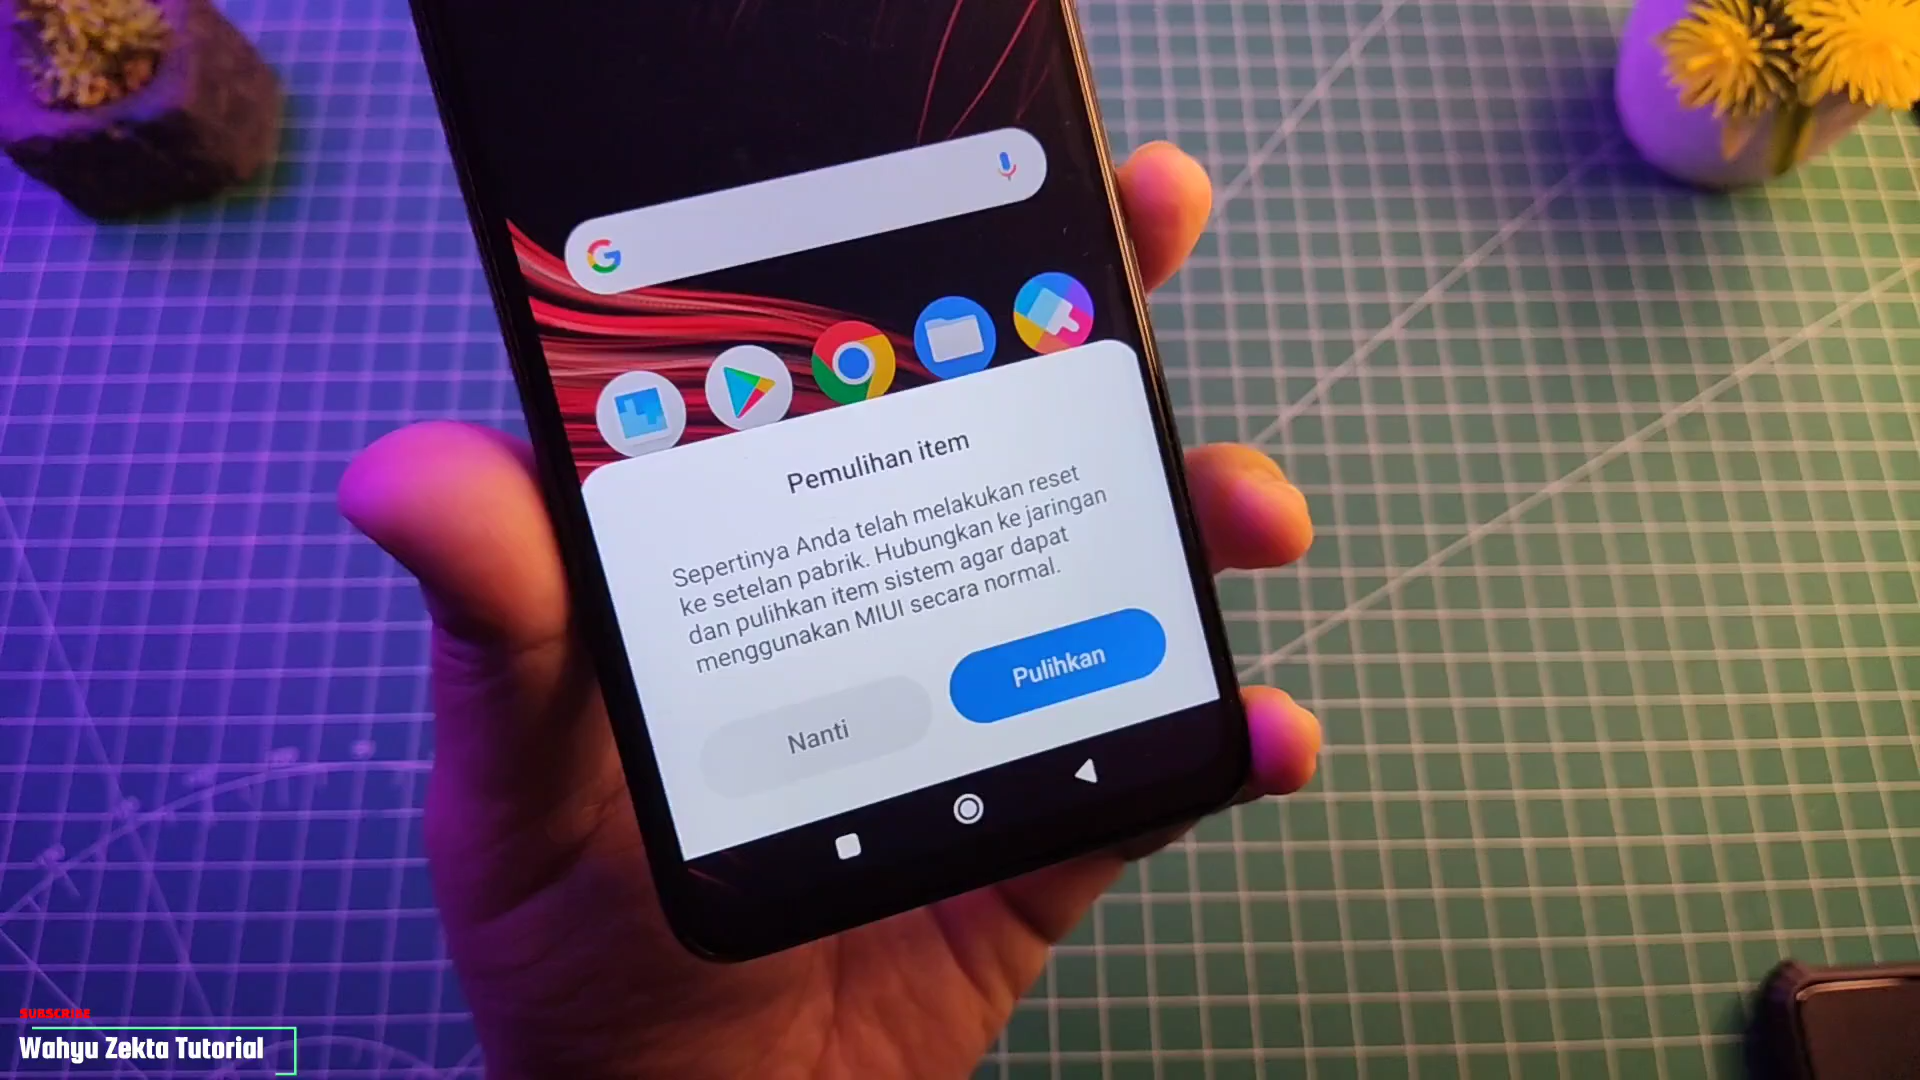 Pemulihan item
Sepertinya Anda telah melakukan reset
ke setelan pabrik. Hubungkan ke jaringan
dan pulihkan item sistem agar dapat
menggunakan MIUI secara normal.
Nanti
Pulihkan
SUBSCRIBE
Wahyu Zekta Tutorial